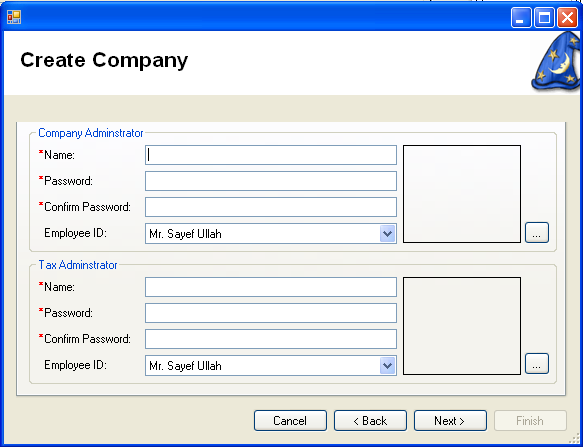 Create Company
Company Adminstrator
*Name:
*Password:
*Confirm Password:
Employee ID: Mr. Sayef Ullah
...
Tax Adminstrator
*Name:
*Password:
*Confirm Password:
Employee ID: Mr. Sayef Ullah
...
Cancel < Back Next > Finish